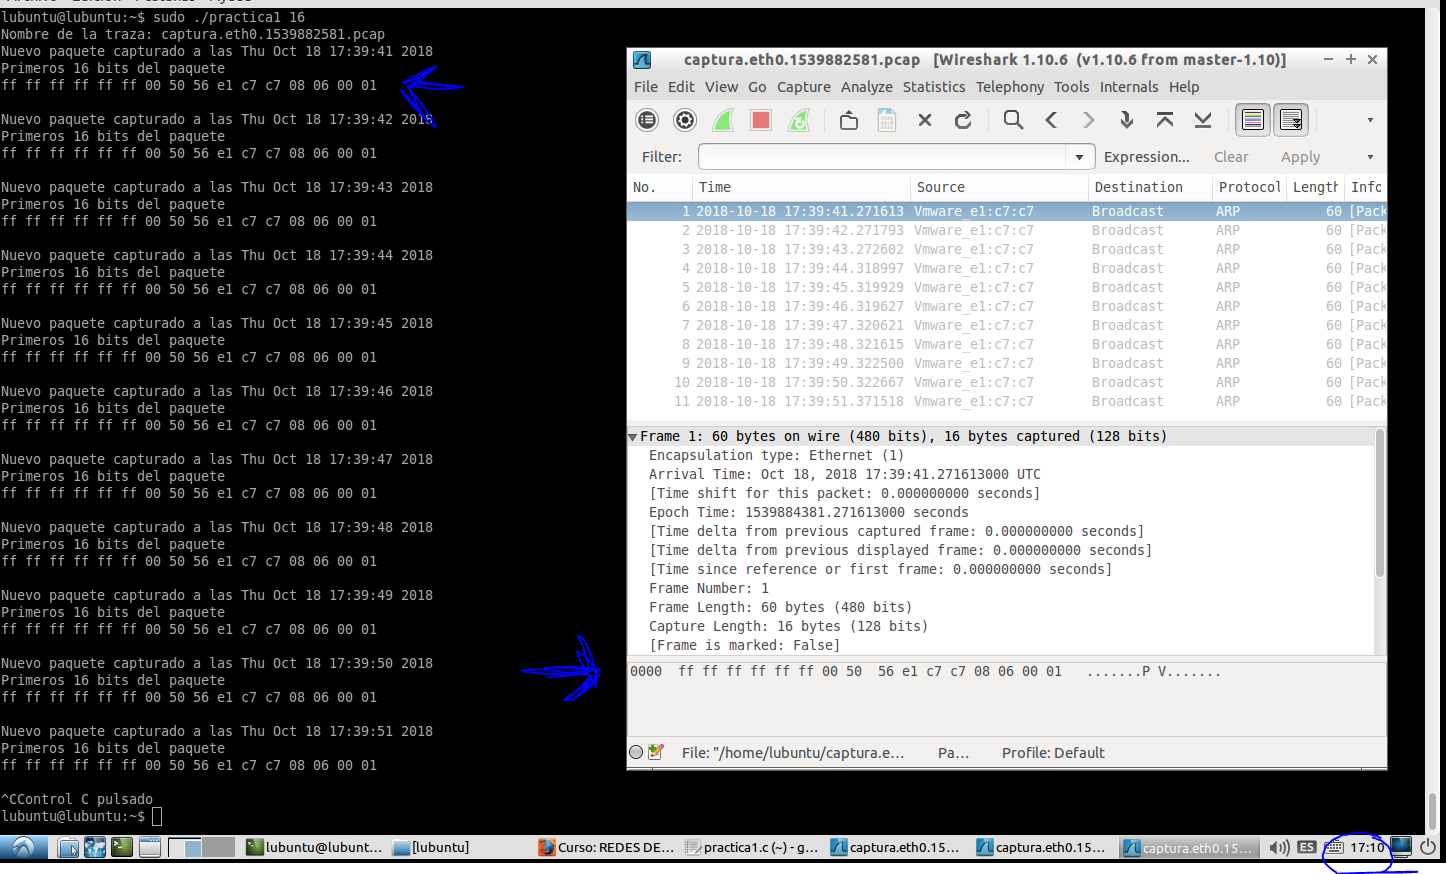 lubuntu@lubuntu:~$ sudo ./practica1 16
Nombre de la traza: captura.eth0.1539882581.pcap
Nuevo paquete capturado a las Thu Oct 18 17:39:41 2018
Primeros 16 bits del paquete
ff ff ff ff ff ff 00 50 56 e1 c7 c7 08 06 00 01
Nuevo paquete capturado a las Thu Oct 18 17:39:42 2018
Primeros 16 bits del paquete
ff ff ff ff ff ff 00 50 56 e1 c7 c7 08 06 00 01
Nuevo paquete capturado a las Thu Oct 18 17:39:43 2018
Primeros 16 bits del paquete
ff ff ff ff ff ff 00 50 56 e1 c7 c7 08 06 00 01
Nuevo paquete capturado a las Thu Oct 18 17:39:44 2018
Primeros 16 bits del paquete
ff ff ff ff ff ff 00 50 56 e1 c7 c7 08 06 00 01
Nuevo paquete capturado a las Thu Oct 18 17:39:45 2018
Primeros 16 bits del paquete
ff ff ff ff ff ff 00 50 56 e1 c7 c7 08 06 00 01
Nuevo paquete capturado a las Thu Oct 18 17:39:46 2018
Primeros 16 bits del paquete
ff ff ff ff ff ff 00 50 56 e1 c7 c7 08 06 00 01
Nuevo paquete capturado a las Thu Oct 18 17:39:47 2018
Primeros 16 bits del paquete
ff ff ff ff ff ff 00 50 56 e1 c7 c7 08 06 00 01
Nuevo paquete capturado a las Thu Oct 18 17:39:48 2018
Primeros 16 bits del paquete
ff ff ff ff ff ff 00 50 56 e1 c7 c7 08 06 00 01
Nuevo paquete capturado a las Thu Oct 18 17:39:49 2018
Primeros 16 bits del paquete
ff ff ff ff ff ff 00 50 56 e1 c7 c7 08 06 00 01
Nuevo paquete capturado a las Thu Oct 18 17:39:50 2018
Primeros 16 bits del paquete
ff ff ff ff ff ff 00 50 56 e1 c7 c7 08 06 00 01
Nuevo paquete capturado a las Thu Oct 18 17:39:51 2018
Primeros 16 bits del paquete
ff ff ff ff ff ff 00 50 56 e1 c7 c7 08 06 00 01
^CControl C pulsado
lubuntu@lubuntu:~$
captura.eth0.1539882581.pcap [Wireshark 1.10.6 (v1.10.6 from master-1.10)]
File Edit View Go Capture Analyze Statistics Telephony Tools Internals Help
Filter: Expression... Clear Apply
No. Time Source Destination Protocol Length Info
1 2018-10-18 17:39:41.271613 Vmware_e1:c7:c7 Broadcast ARP 60 [Pack
2 2018-10-18 17:39:42.271793 Vmware_e1:c7:c7 Broadcast ARP 60 [Pack
3 2018-10-18 17:39:43.272602 Vmware_e1:c7:c7 Broadcast ARP 60 [Pack
4 2018-10-18 17:39:44.318997 Vmware_e1:c7:c7 Broadcast ARP 60 [Pack
5 2018-10-18 17:39:45.319929 Vmware_e1:c7:c7 Broadcast ARP 60 [Pack
6 2018-10-18 17:39:46.319627 Vmware_e1:c7:c7 Broadcast ARP 60 [Pack
7 2018-10-18 17:39:47.320621 Vmware_e1:c7:c7 Broadcast ARP 60 [Pack
8 2018-10-18 17:39:48.321615 Vmware_e1:c7:c7 Broadcast ARP 60 [Pack
9 2018-10-18 17:39:49.322500 Vmware_e1:c7:c7 Broadcast ARP 60 [Pack
10 2018-10-18 17:39:50.322667 Vmware_e1:c7:c7 Broadcast ARP 60 [Pack
11 2018-10-18 17:39:51.371518 Vmware_e1:c7:c7 Broadcast ARP 60 [Pack
Frame 1: 60 bytes on wire (480 bits), 16 bytes captured (128 bits)
Encapsulation type: Ethernet (1)
Arrival Time: Oct 18, 2018 17:39:41.271613000 UTC
[Time shift for this packet: 0.000000000 seconds]
Epoch Time: 1539884381.271613000 seconds
[Time delta from previous captured frame: 0.000000000 seconds]
[Time delta from previous displayed frame: 0.000000000 seconds]
[Time since reference or first frame: 0.000000000 seconds]
Frame Number: 1
Frame Length: 60 bytes (480 bits)
Capture Length: 16 bytes (128 bits)
[Frame is marked: False]
0000 ff ff ff ff ff ff 00 50 56 e1 c7 c7 08 06 00 01 .......P V.......
File: "/home/lubuntu/captura.e... Pa... Profile: Default
lubuntu@lubunt... [lubuntu] Curso: REDES DE... practica1.c (~) - g... captura.eth0.15... captura.eth0.15... captura.eth0.15... ES 17:10